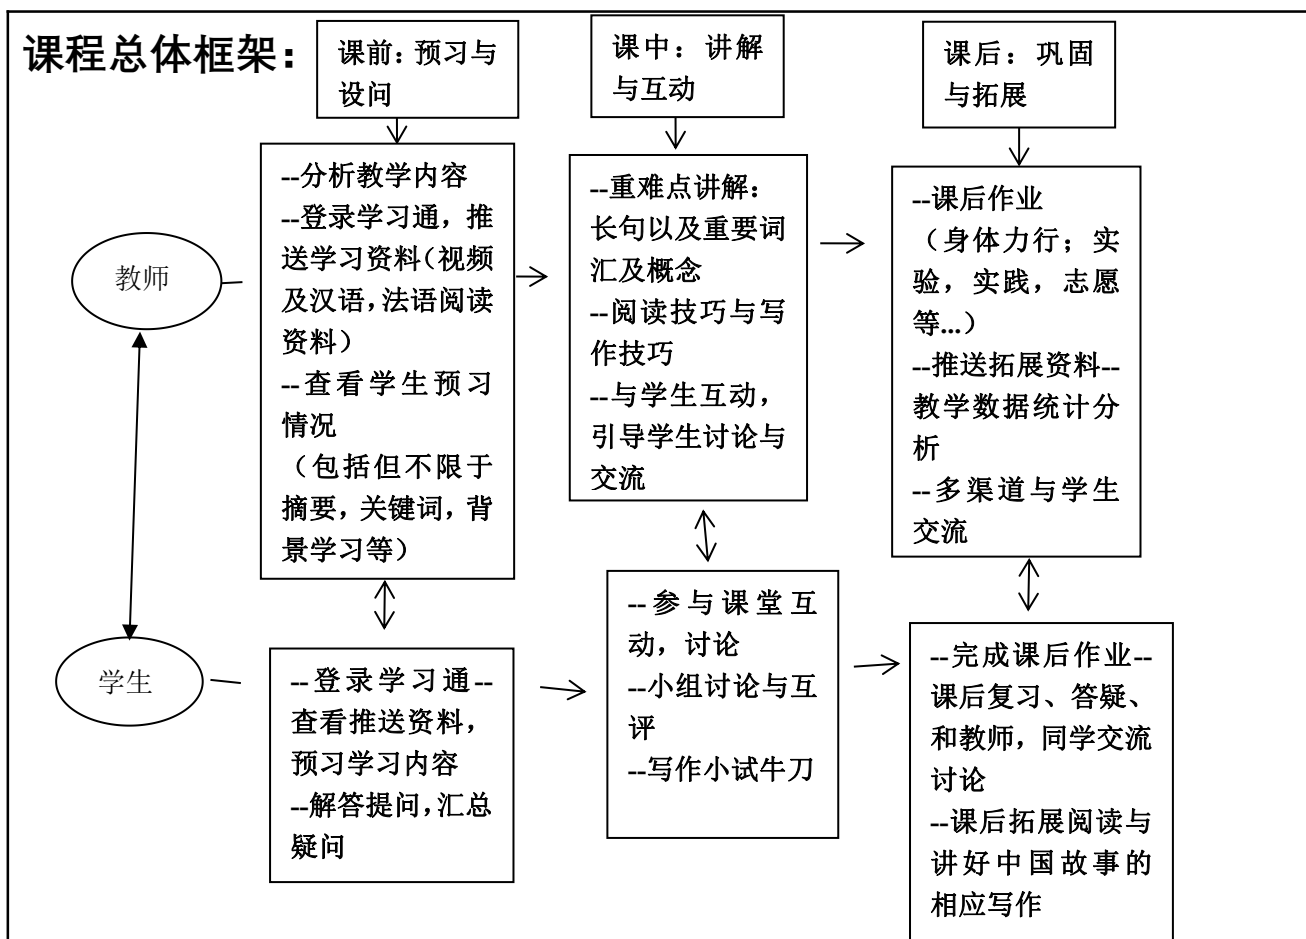 课程总体框架：
课前：预习与
设问
课中：讲解
与互动
课后：巩固
与拓展
教师
--分析教学内容
--登录学习通，推
送学习资料（视频
及汉语，法语阅读
资料）
--查看学生预习
情况
（包括但不限于
摘要，关键词，背
景学习等）
--重难点讲解：
长句以及重要词
汇及概念
--阅读技巧与写
作技巧
--与学生互动，
引导学生讨论与
交流
--课后作业
（身体力行；实
验，实践，志愿
等...）
--推送拓展资料--
教学数据统计分
析
--多渠道与学生
交流
学生
--登录学习通--
查看推送资料，
预习学习内容
--解答提问，汇总
疑问
--参与课堂互
动，讨论
--小组讨论与互
评
--写作小试牛刀
--完成课后作业--
课后复习、答疑、
和教师，同学交流
讨论
--课后拓展阅读与
讲好中国故事的
相应写作